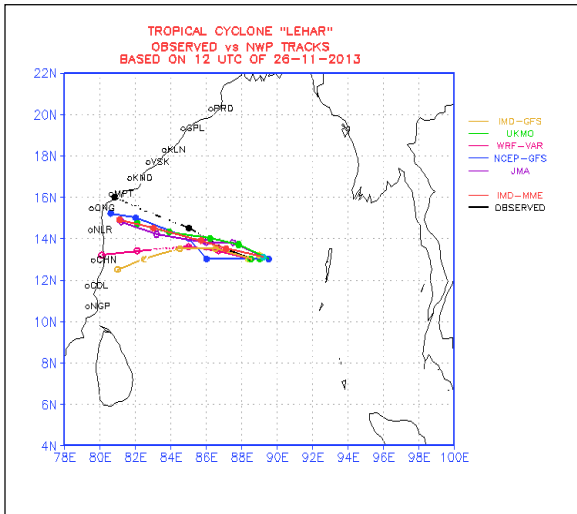 TROPICAL CYCLONE "LEHAR"
OBSERVED vs NWP TRACKS
BASED ON 12 UTC OF 26-11-2013
22N
20N
18N
16N
14N
12N
10N
8N
6N
4N
78E 80E 82E 84E 86E 88E 90E 92E 94E 96E 98E 100E
PRD
GPL
KLN
VSK
KND
MPT
ONG
NLR
CHN
CDL
NGP
IMD-GFS
UKMO
WRF-VAR
NCEP-GFS
JMA
IMD-MME
OBSERVED